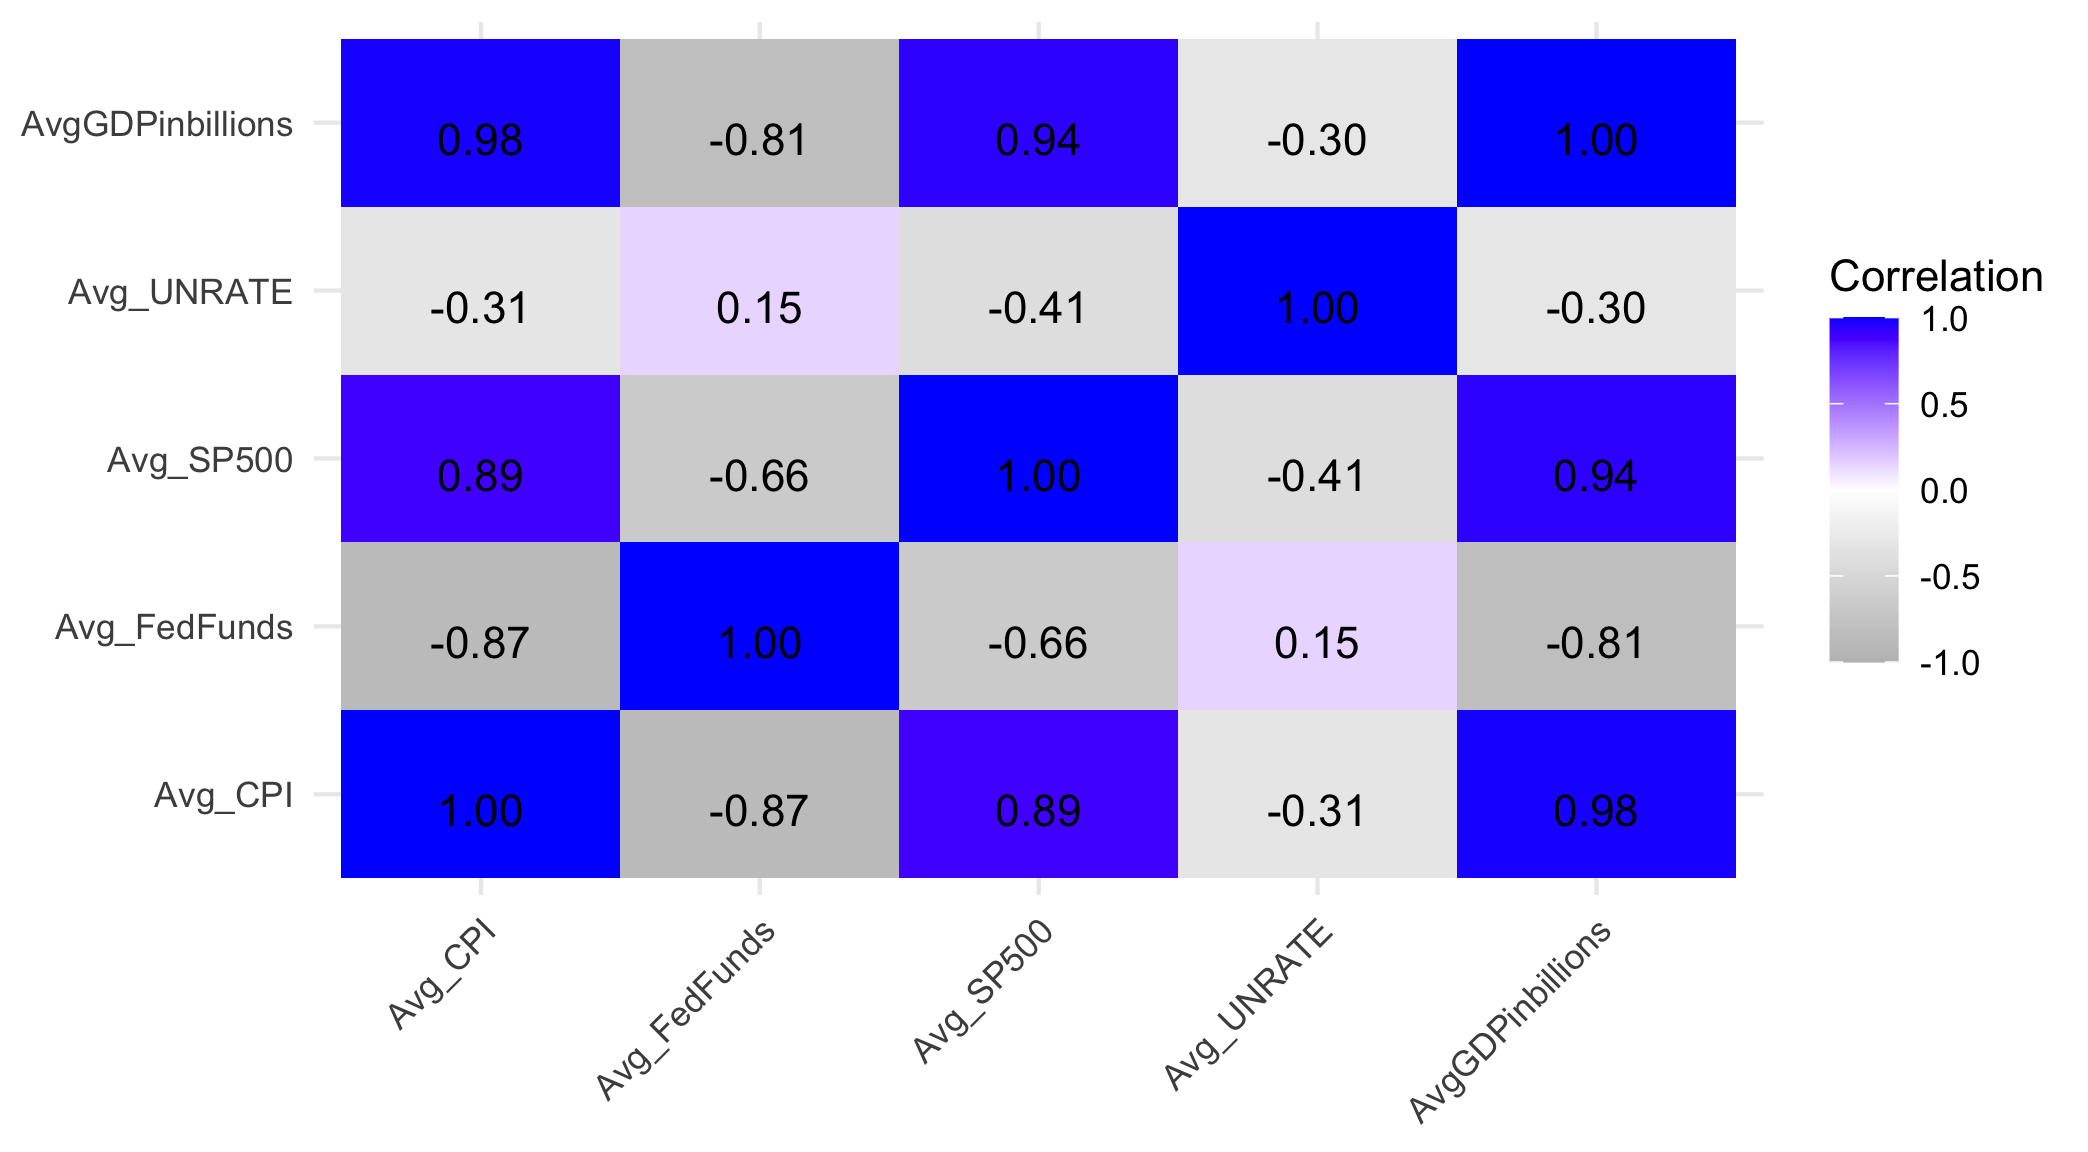 AvgGDPinbillions 0.98 -0.81 0.94 -0.30 1.00
Avg_UNRATE -0.31 0.15 -0.41 1.00 -0.30
Avg_SP500 0.89 -0.66 1.00 -0.41 0.94
Avg_FedFunds -0.87 1.00 -0.66 0.15 -0.81
Avg_CPI 1.00 -0.87 0.89 -0.31 0.98
Avg_CPI Avg_FedFunds Avg_SP500 Avg_UNRATE AvgGDPinbillions
Correlation
1.0
0.5
0.0
-0.5
-1.0